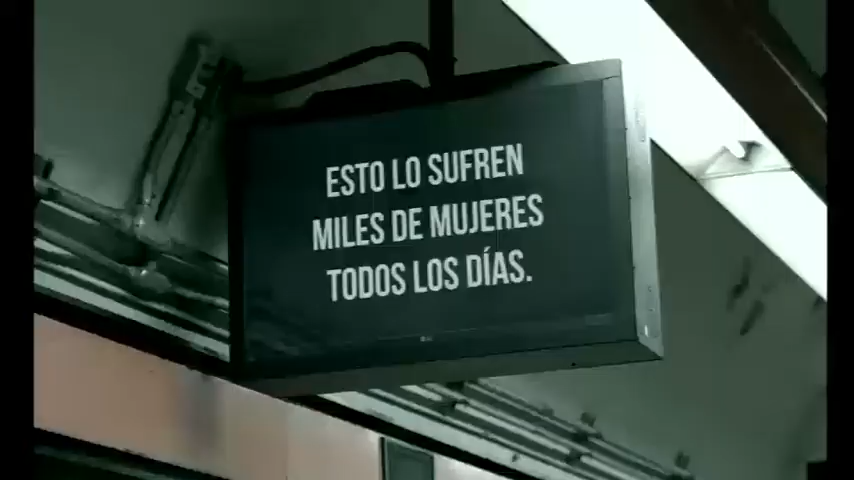 ESTO LO SUFREN
MILES DE MUJERES
TODOS LOS DÍAS.